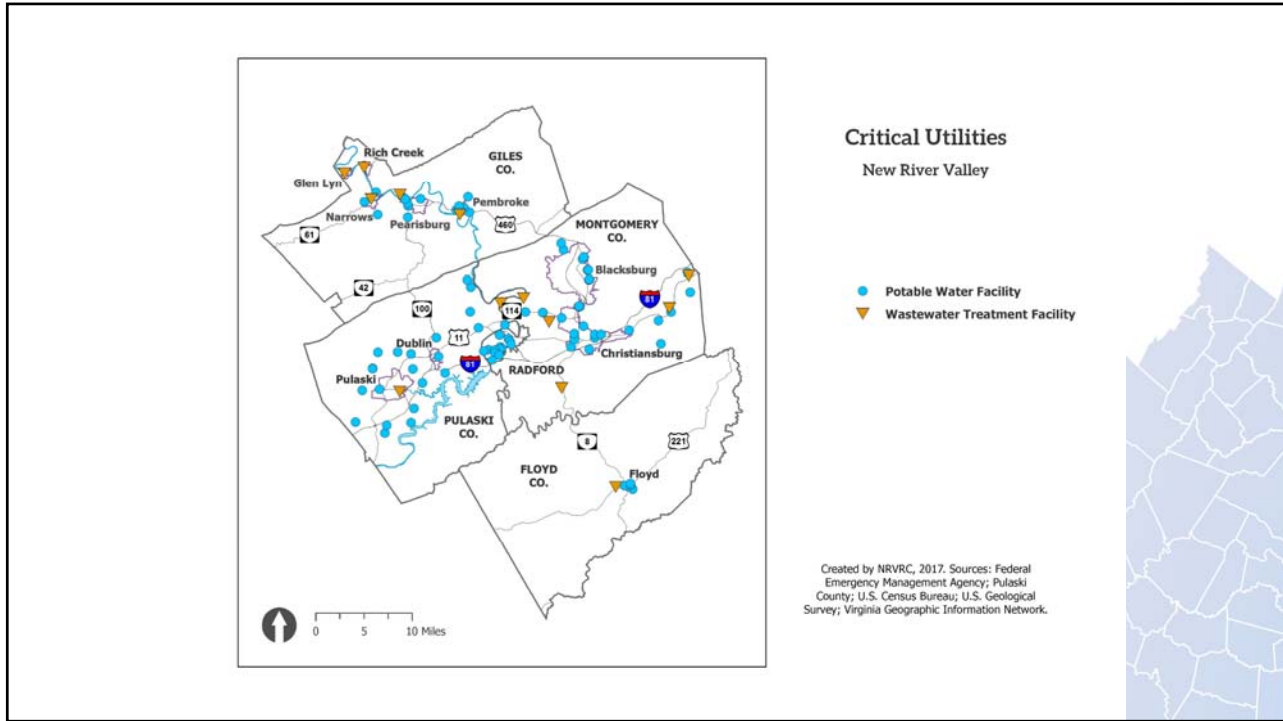 Critical Utilities
New River Valley
Potable Water Facility
Wastewater Treatment Facility
Rich Creek
Glen Lyn
GILES
CO.
Narrows
Pearisburg
Pembroke
460
61
MONTGOMERY
CO.
Blacksburg
42
100
81
114
11
Dublin
81
Christiansburg
Pulaski
RADFORD
PULASKI
CO.
8
221
FLOYD
CO.
Floyd
0 5 10 Miles
Created by NRVRC, 2017. Sources: Federal
Emergency Management Agency; Pulaski
County; U.S. Census Bureau; U.S. Geological
Survey; Virginia Geographic Information Network.